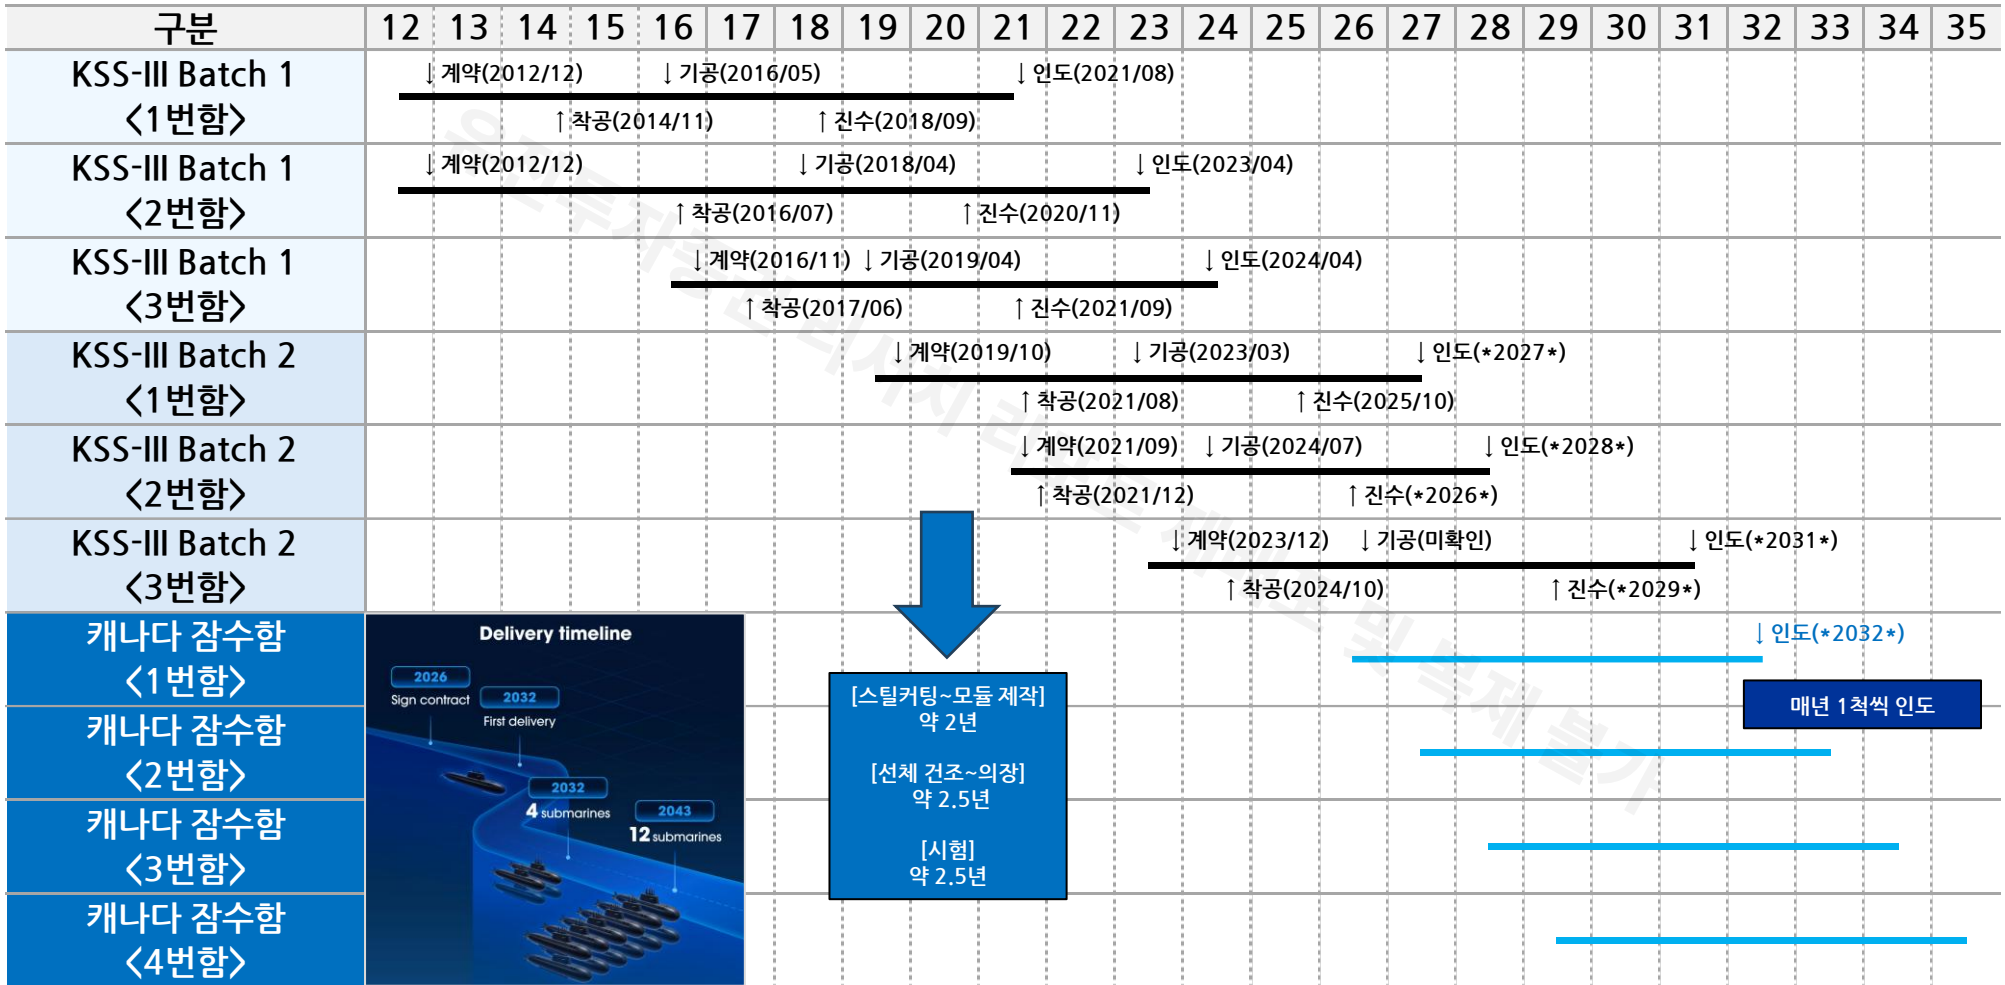 구분 12 13 14 15 16 17 18 19 20 21 22 23 24 25 26 27 28 29 30 31 32 33 34 35
KSS-III Batch 1
<1번함>
↓계약(2012/12) ↓기공(2016/05) ↓인도(2021/08)
↑착공(2014/11) ↑진수(2018/09)
KSS-III Batch 1
<2번함>
↓계약(2012/12) ↓기공(2018/04) ↓인도(2023/04)
↑착공(2016/07) ↑진수(2020/11)
KSS-III Batch 1
<3번함>
↓계약(2016/11) ↓기공(2019/04) ↓인도(2024/04)
↑착공(2017/06) ↑진수(2021/09)
KSS-III Batch 2
<1번함>
↓계약(2019/10) ↓기공(2023/03) ↓인도(*2027*)
↑착공(2021/08) ↑진수(2025/10)
KSS-III Batch 2
<2번함>
↓계약(2021/09) ↓기공(2024/07) ↓인도(*2028*)
↑착공(2021/12) ↑진수(*2026*)
KSS-III Batch 2
<3번함>
↓계약(2023/12) ↓기공(미확인) ↓인도(*2031*)
↑착공(2024/10) ↑진수(*2029*)
캐나다 잠수함
<1번함>
↓인도(*2032*)
매년 1척씩 인도
캐나다 잠수함
<2번함>
캐나다 잠수함
<3번함>
캐나다 잠수함
<4번함>
Delivery timeline
2026
Sign contract
2032
First delivery
2032
4 submarines
2043
12 submarines
[스틸커팅~모듈 제작]
약 2년
[선체 건조~의장]
약 2.5년
[시험]
약 2.5년